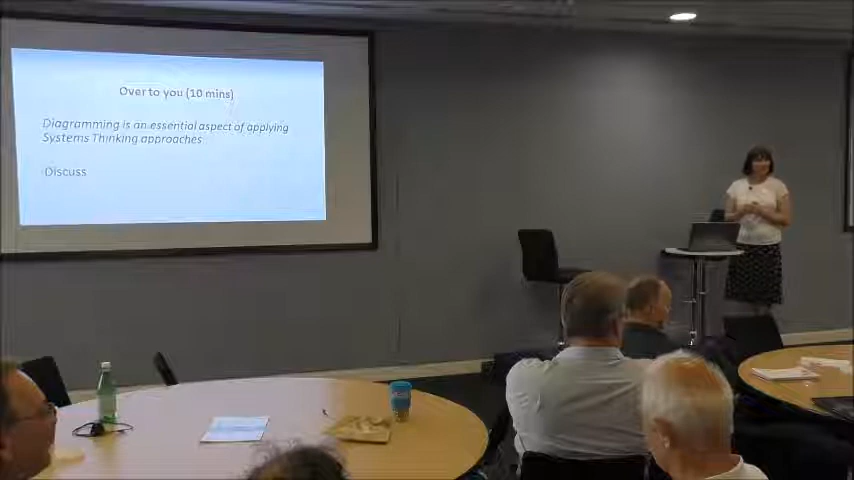 Over to you (10 mins)
Diagramming is an essential aspect of applying
Systems Thinking approaches
Discuss